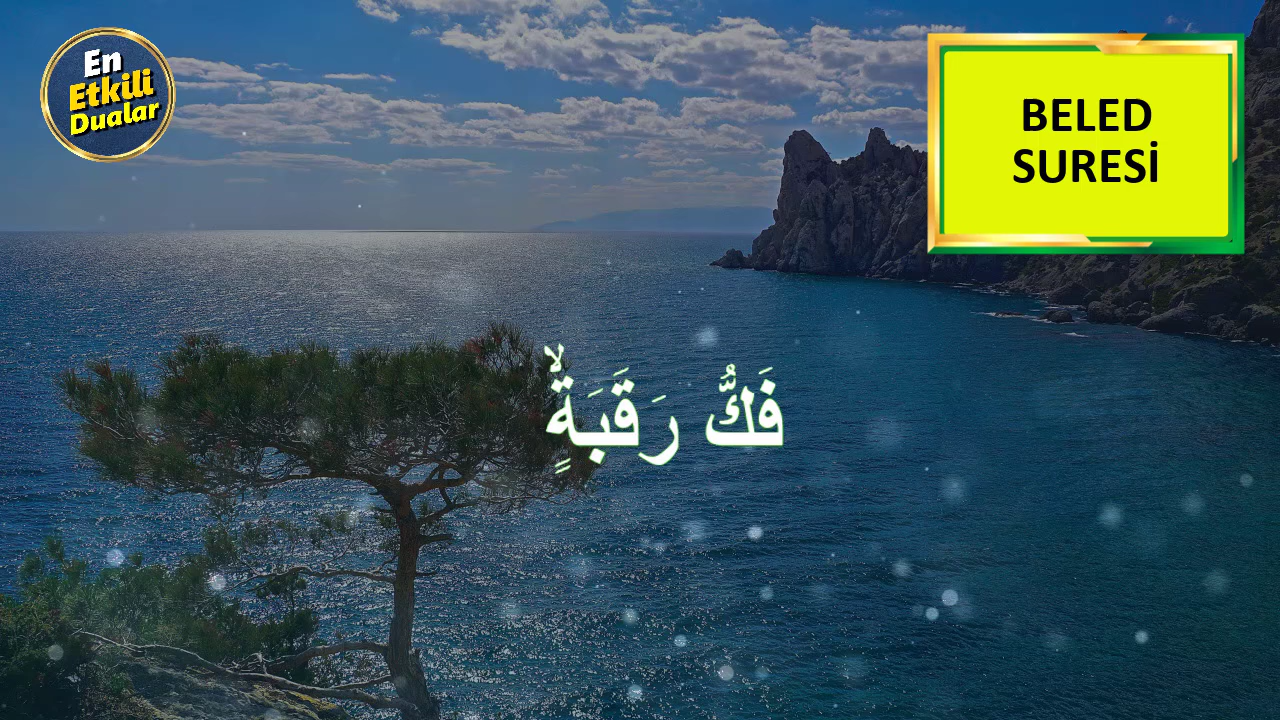 En
Etkili
Dualar
BELED
SURESİ
فَكُّ رَقَبَةٍۙ